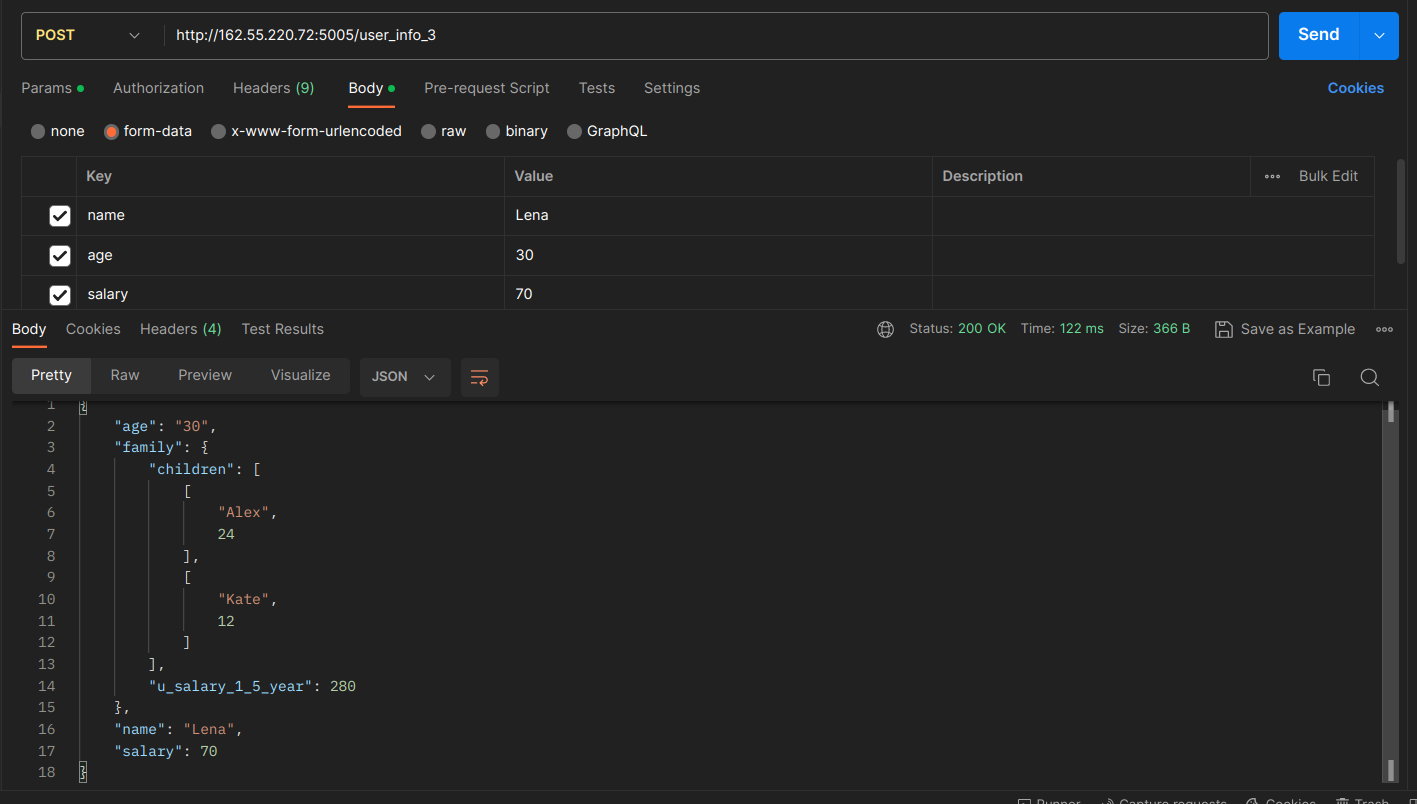 POST http://162.55.220.72:5005/user_info_3 Send
Params Authorization Headers (9) Body Pre-request Script Tests Settings Cookies
none form-data x-www-form-urlencoded raw binary GraphQL
Key Value Description Bulk Edit
name Lena
age 30
salary 70
Body Cookies Headers (4) Test Results Status: 200 OK Time: 122 ms Size: 366 B Save as Example
Pretty Raw Preview Visualize JSON
1 {
2 "age": "30",
3 "family": {
4 "children": [
5 [
6 "Alex",
7 24
8 ],
9 [
10 "Kate",
11 12
12 ]
13 ],
14 "u_salary_1_5_year": 280
15 },
16 "name": "Lena",
17 "salary": 70
18 }
Runner Capture requests Cookies Trash